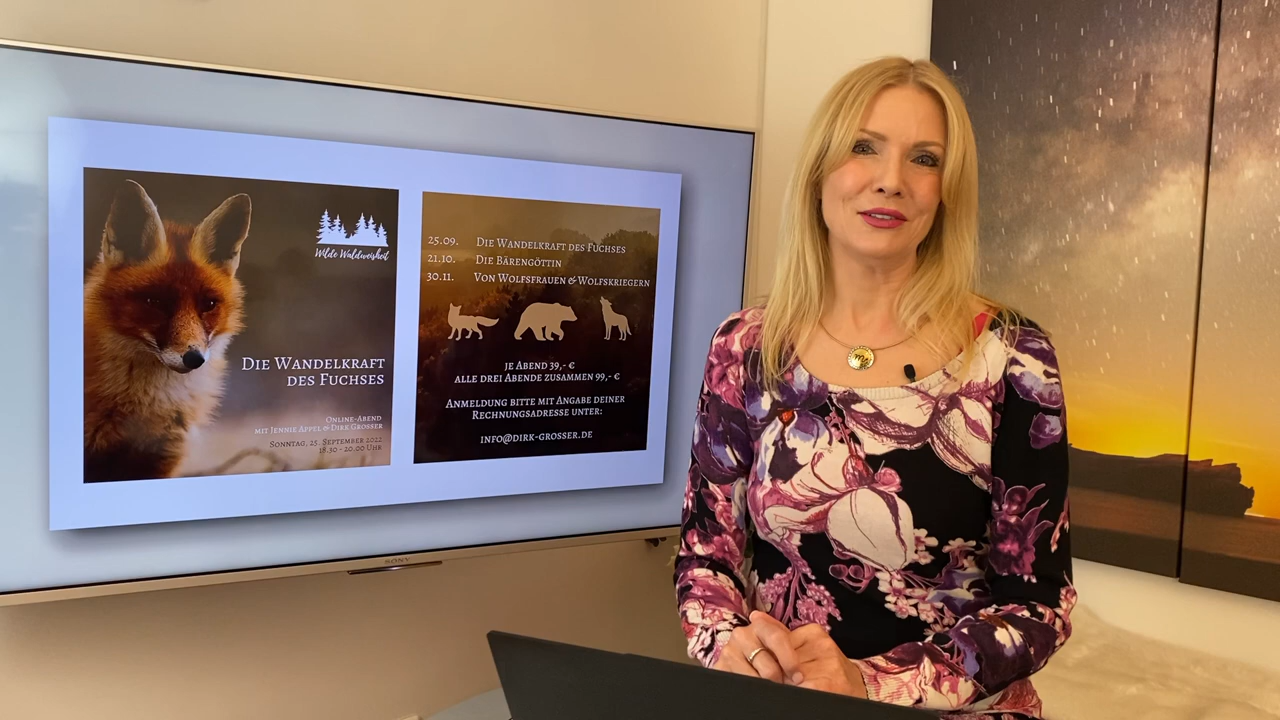 Wilde Waldweisheit
Die Wandelkraft
des Fuchses
Online-Abend
mit Jennie Appel & Dirk Grosser
Sonntag, 25. September 2022
18.30 - 20.00 Uhr
25.09. Die Wandelkraft des Fuchses
21.10. Die Bärengöttin
30.11. Von Wolfsfrauen & Wolfskriegern
je Abend 39,- €
alle drei Abende zusammen 99,- €
Anmeldung bitte mit Angabe deiner
Rechnungsadresse unter:
info@dirk-grosser.de
SONY
m